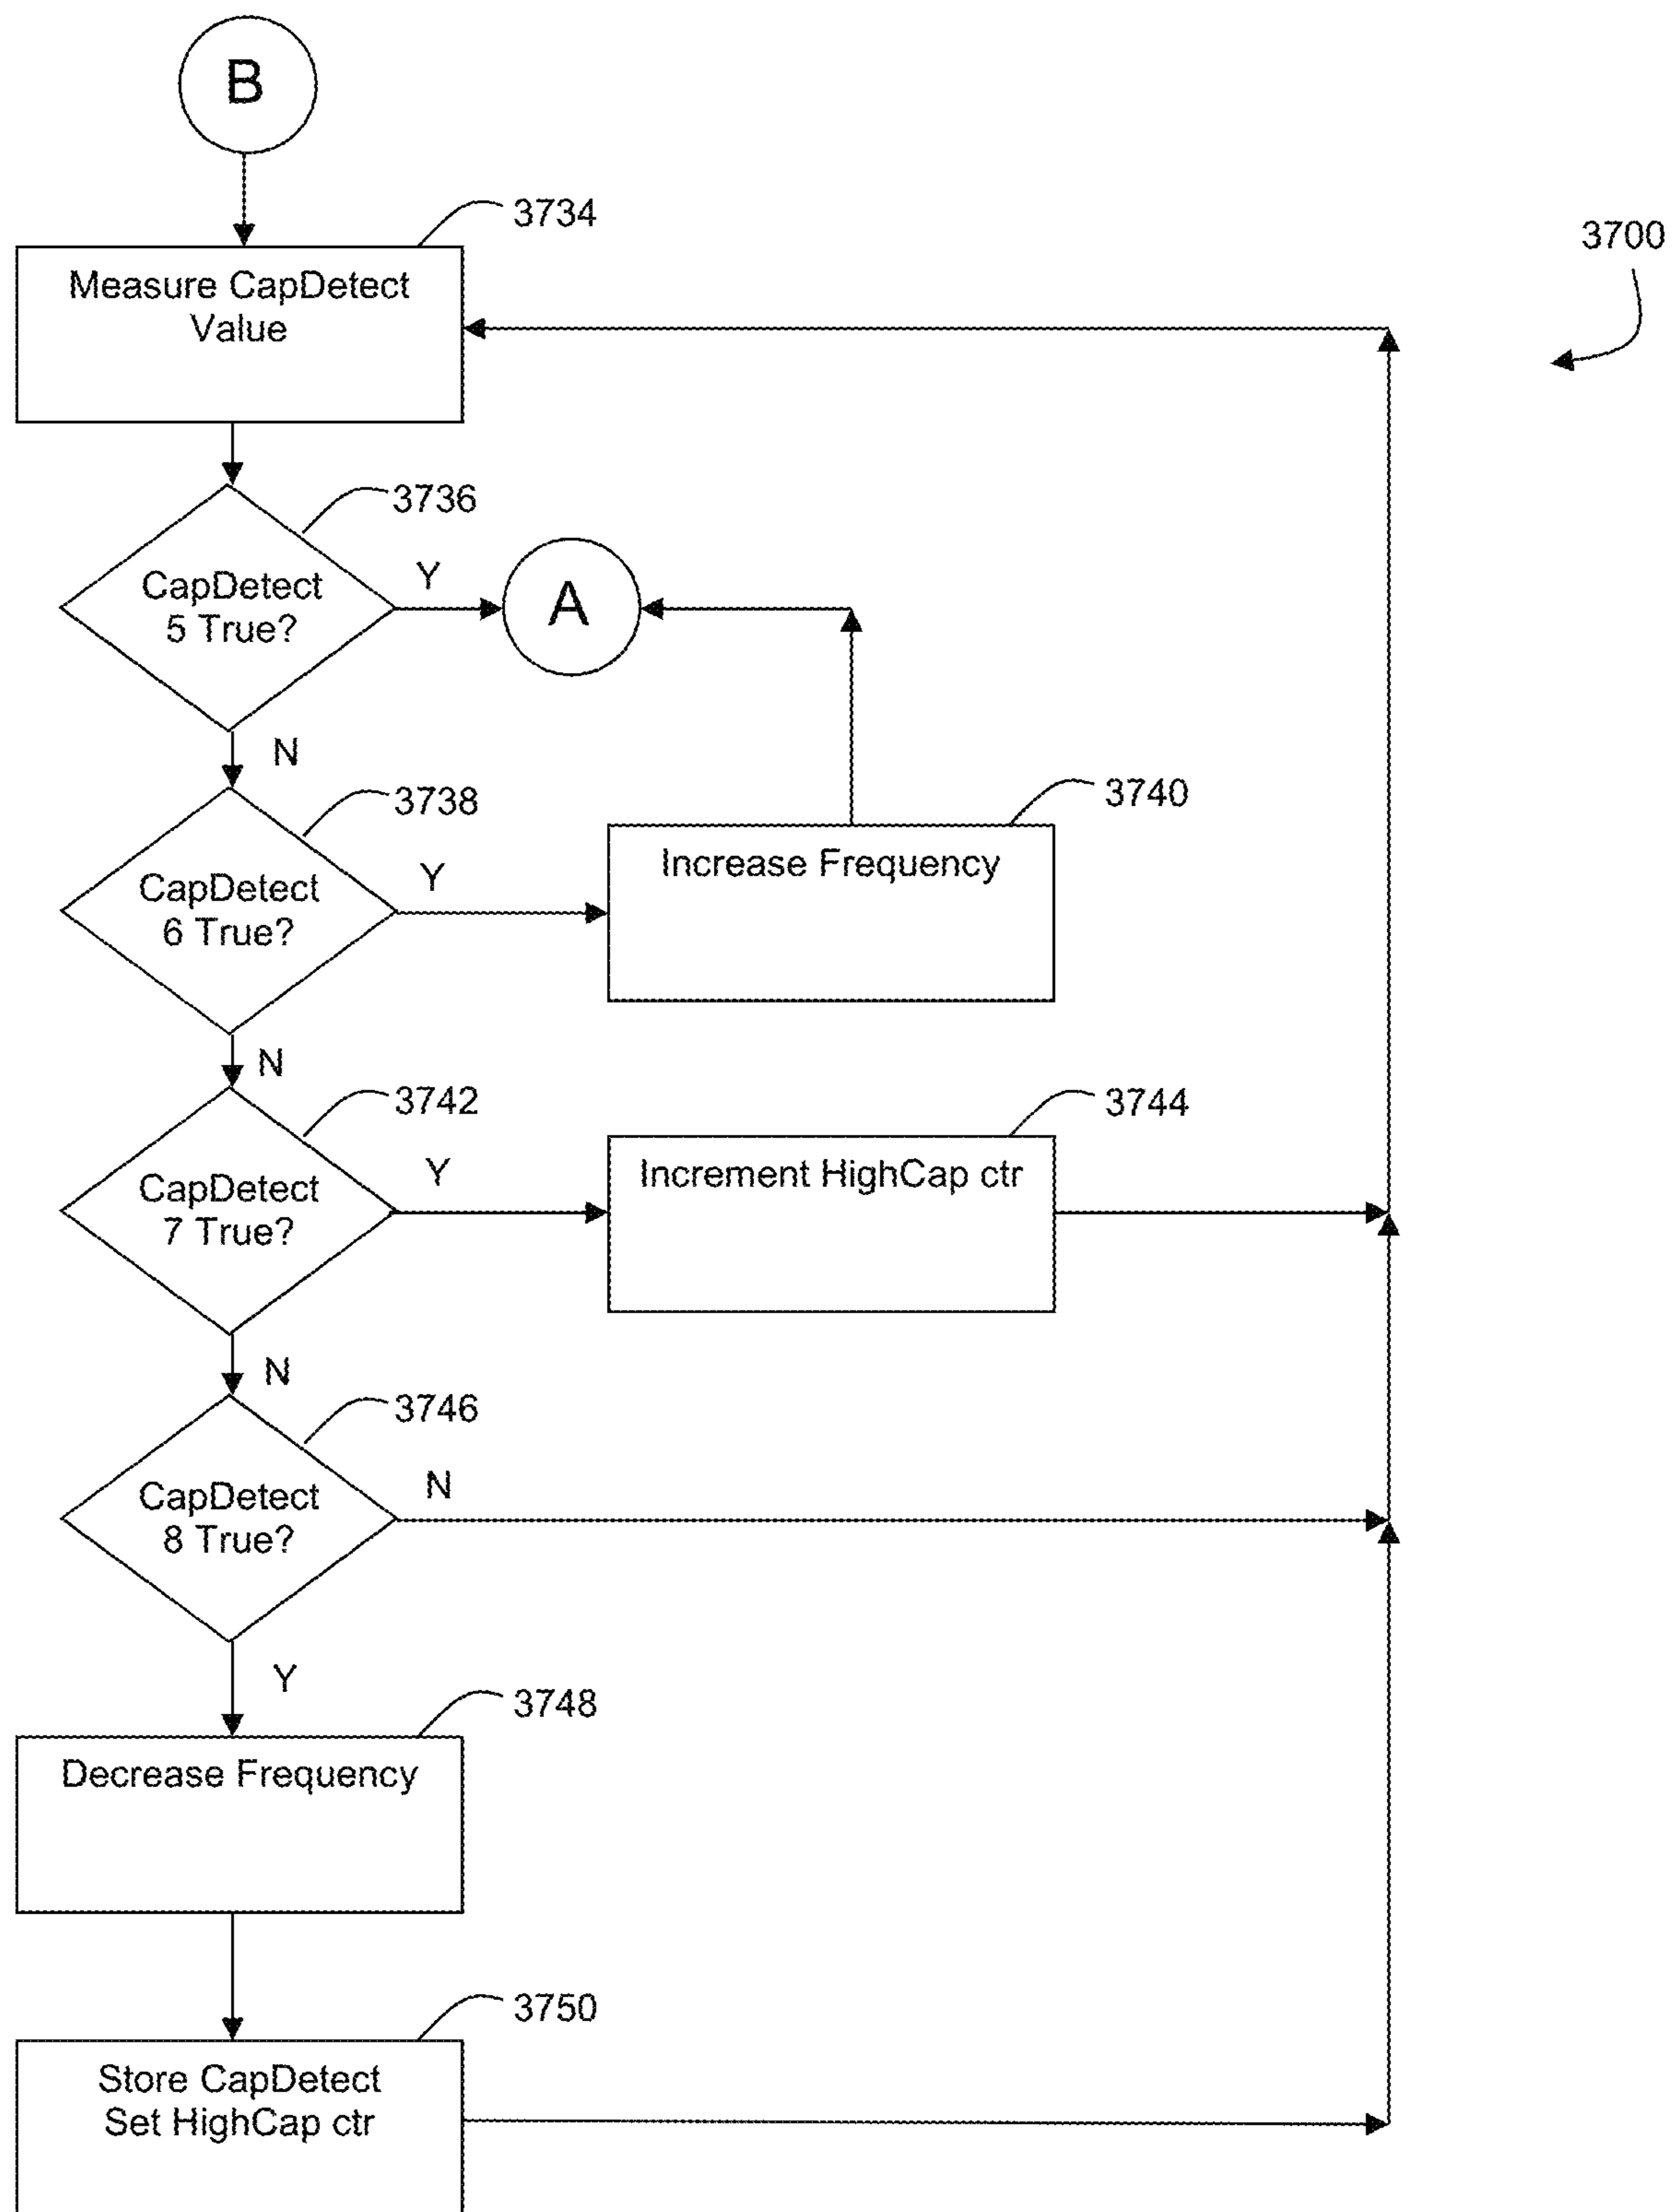 B
3734
3700
Measure CapDetect
Value
3736
CapDetect
5 True?
Y
A
N
3738
3740
CapDetect
6 True?
Y
Increase Frequency
N
3742
3744
CapDetect
7 True?
Y
Increment HighCap ctr
N
3746
CapDetect
8 True?
N
Y
3748
Decrease Frequency
3750
Store CapDetect
Set HighCap ctr